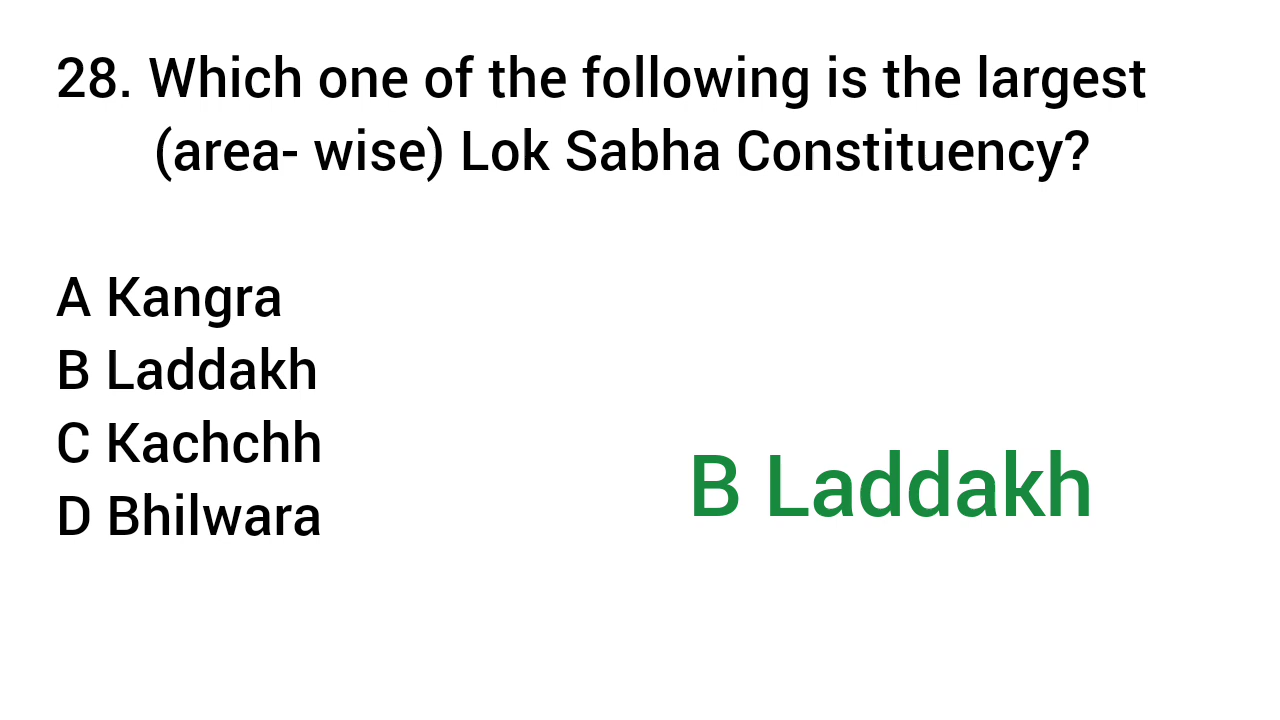 28. Which one of the following is the largest
(area- wise) Lok Sabha Constituency?
A Kangra
B Laddakh
C Kachchh
D Bhilwara
B Laddakh